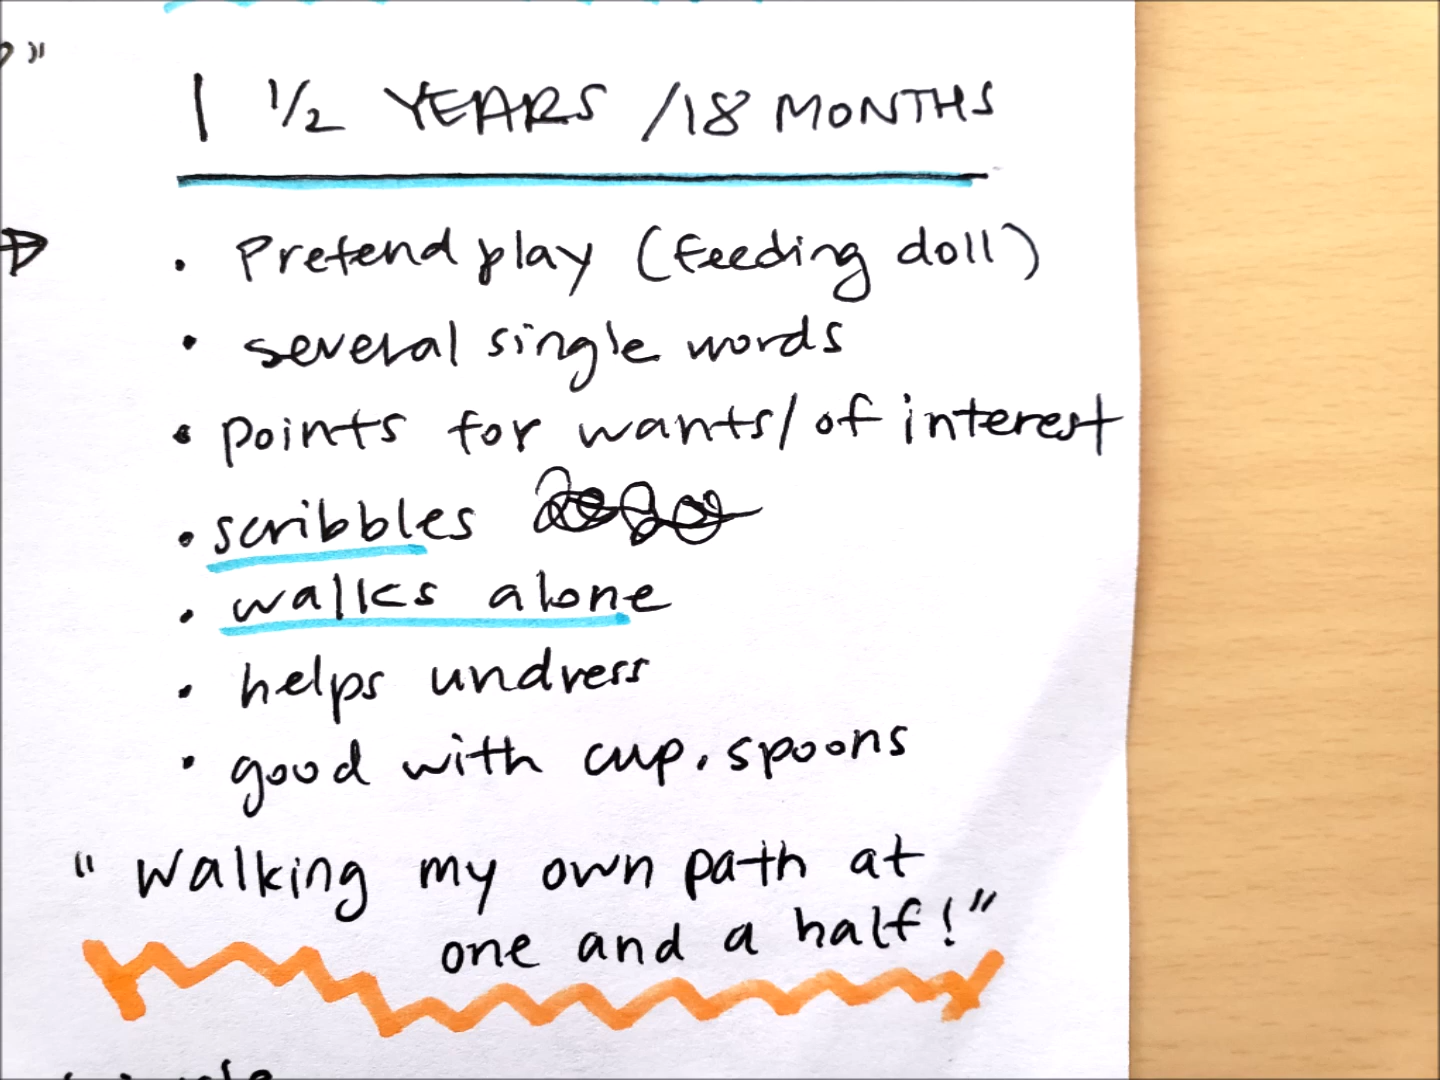 1 1/2 YEARS /18 MONTHS
• Pretend play (feeding doll)
• several single words
• points for wants/ of interest
• scribbles
• walks alone
• helps undress
• good with cup, spoons
"Walking my own path at
one and a half!"